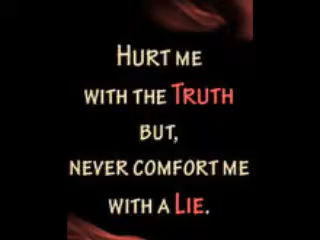 Hurt me
with the Truth
but,
never comfort me
with a Lie.